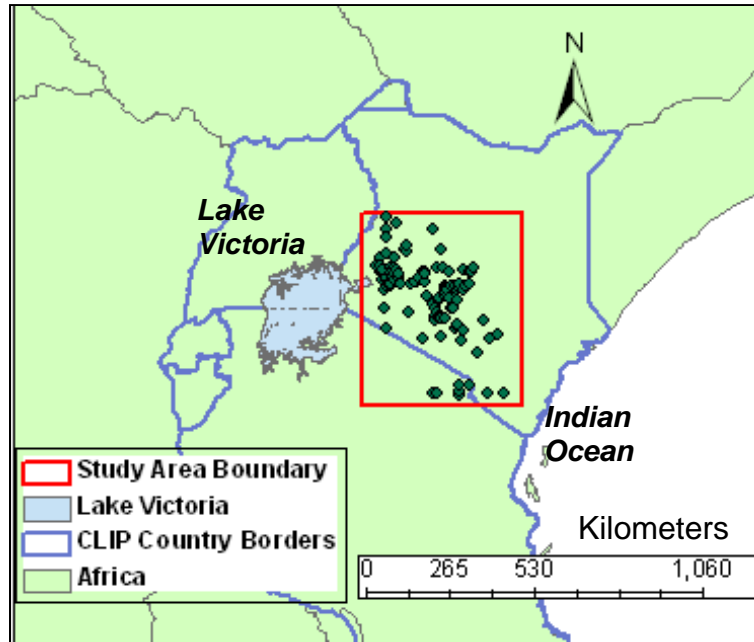 N
Lake
Victoria
Indian
Ocean
Study Area Boundary
Lake Victoria
CLIP Country Borders
Africa
Kilometers
0 265 530 1,060